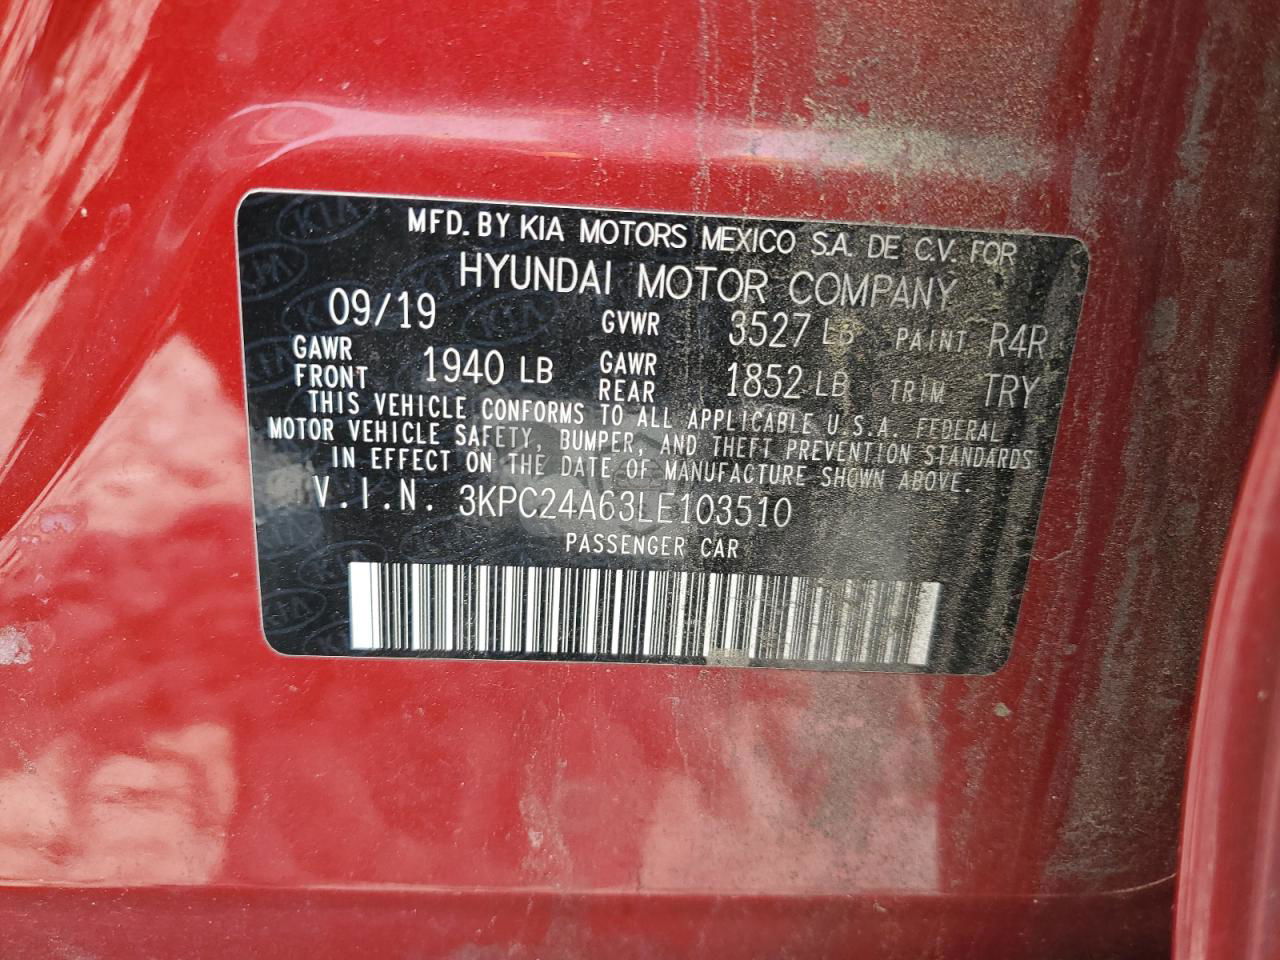 MFD. BY KIA MOTORS MEXICO S.A. DE C.V. FOR
HYUNDAI MOTOR COMPANY
09/19 GVWR 3527 LB PAINT R4R
GAWR FRONT 1940 LB GAWR REAR 1852 LB TRIM TRY
THIS VEHICLE CONFORMS TO ALL APPLICABLE U.S.A. FEDERAL
MOTOR VEHICLE SAFETY, BUMPER, AND THEFT PREVENTION STANDARDS
IN EFFECT ON THE DATE OF MANUFACTURE SHOWN ABOVE.
V.I.N. 3KPC24A63LE103510
PASSENGER CAR